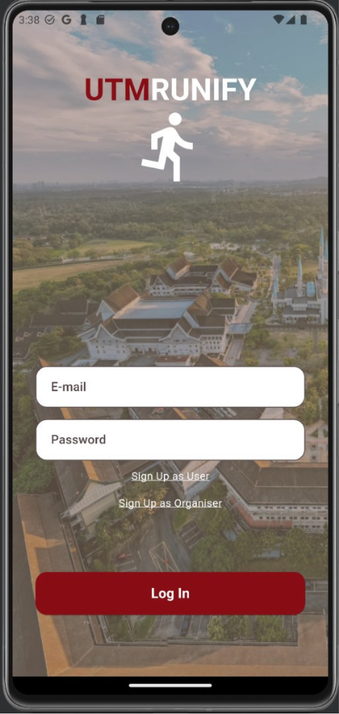 3:38
UTMRUNIFY
E-mail
Password
Sign Up as User
Sign Up as Organiser
Log In